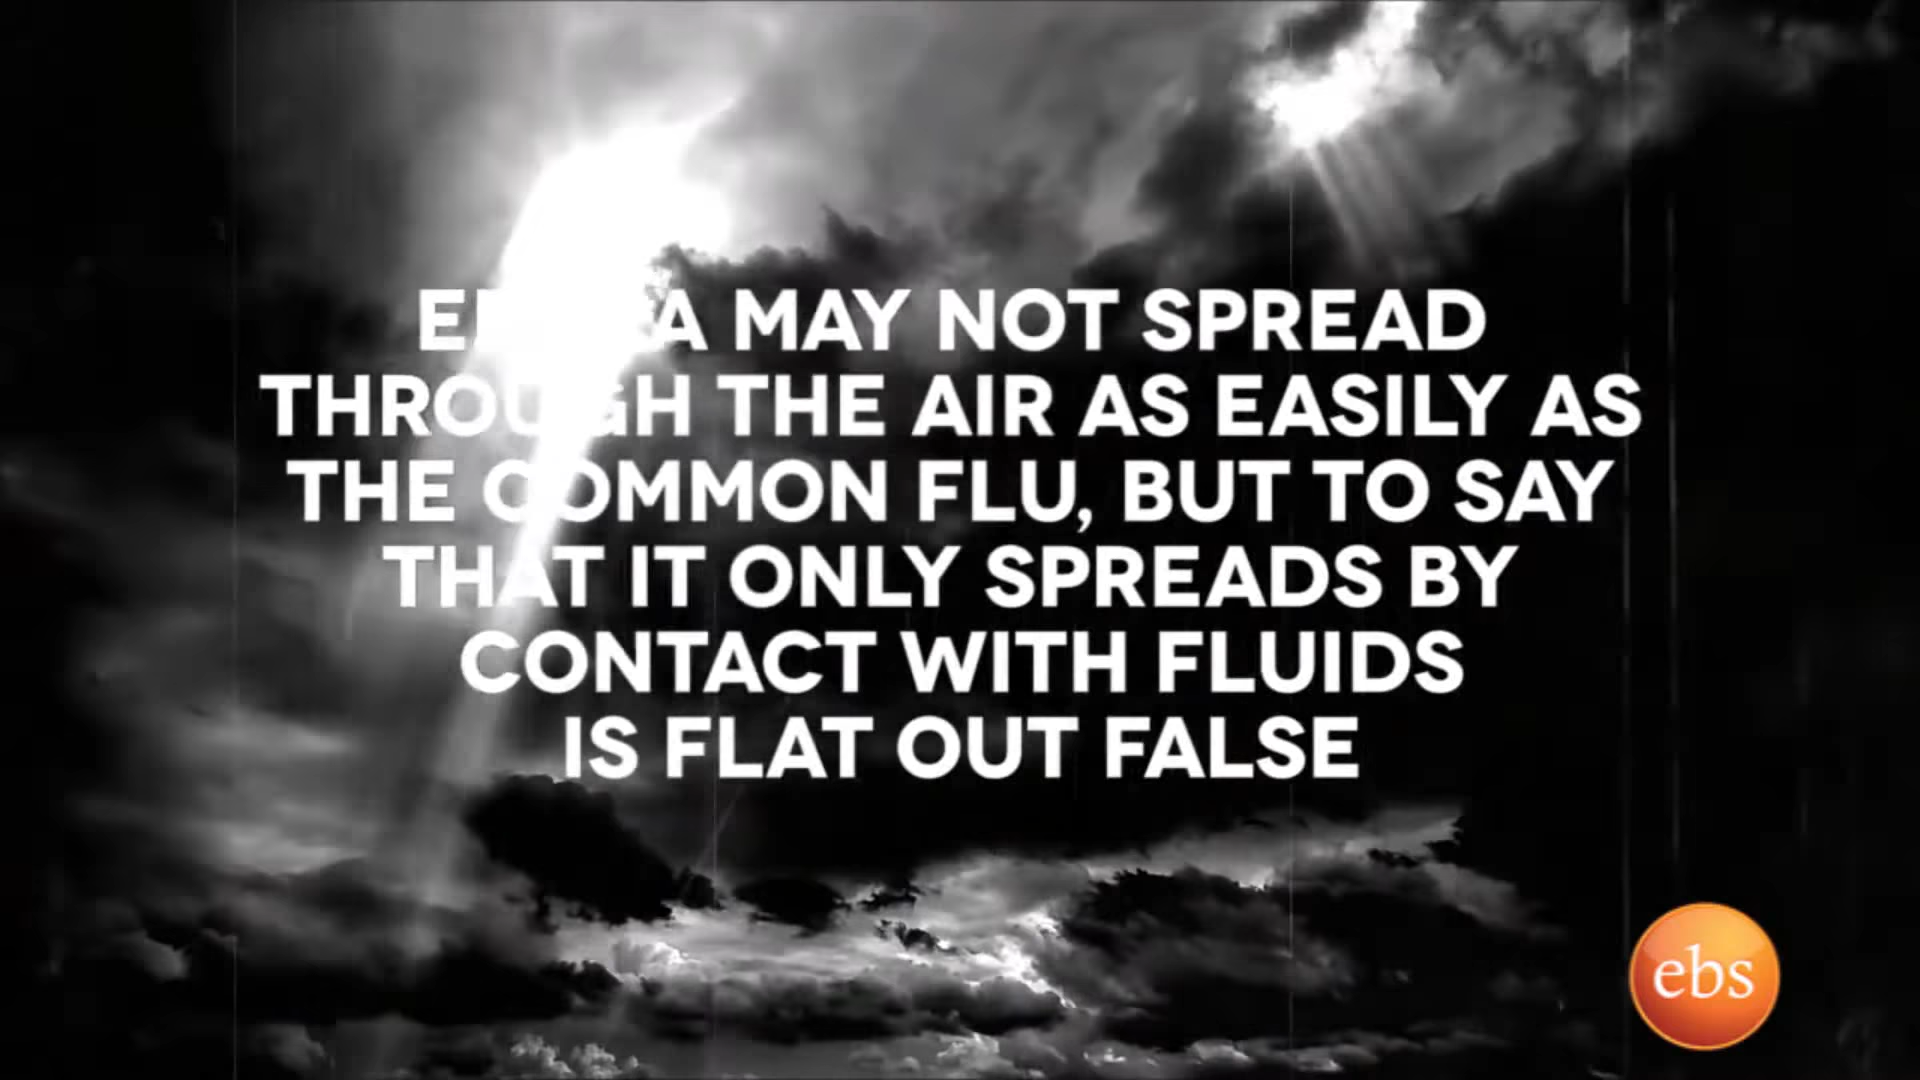 MAY NOT SPREAD
THROUGH THE AIR AS EASILY AS
THE COMMON FLU, BUT TO SAY
THAT IT ONLY SPREADS BY
CONTACT WITH FLUIDS
IS FLAT OUT FALSE
ebs